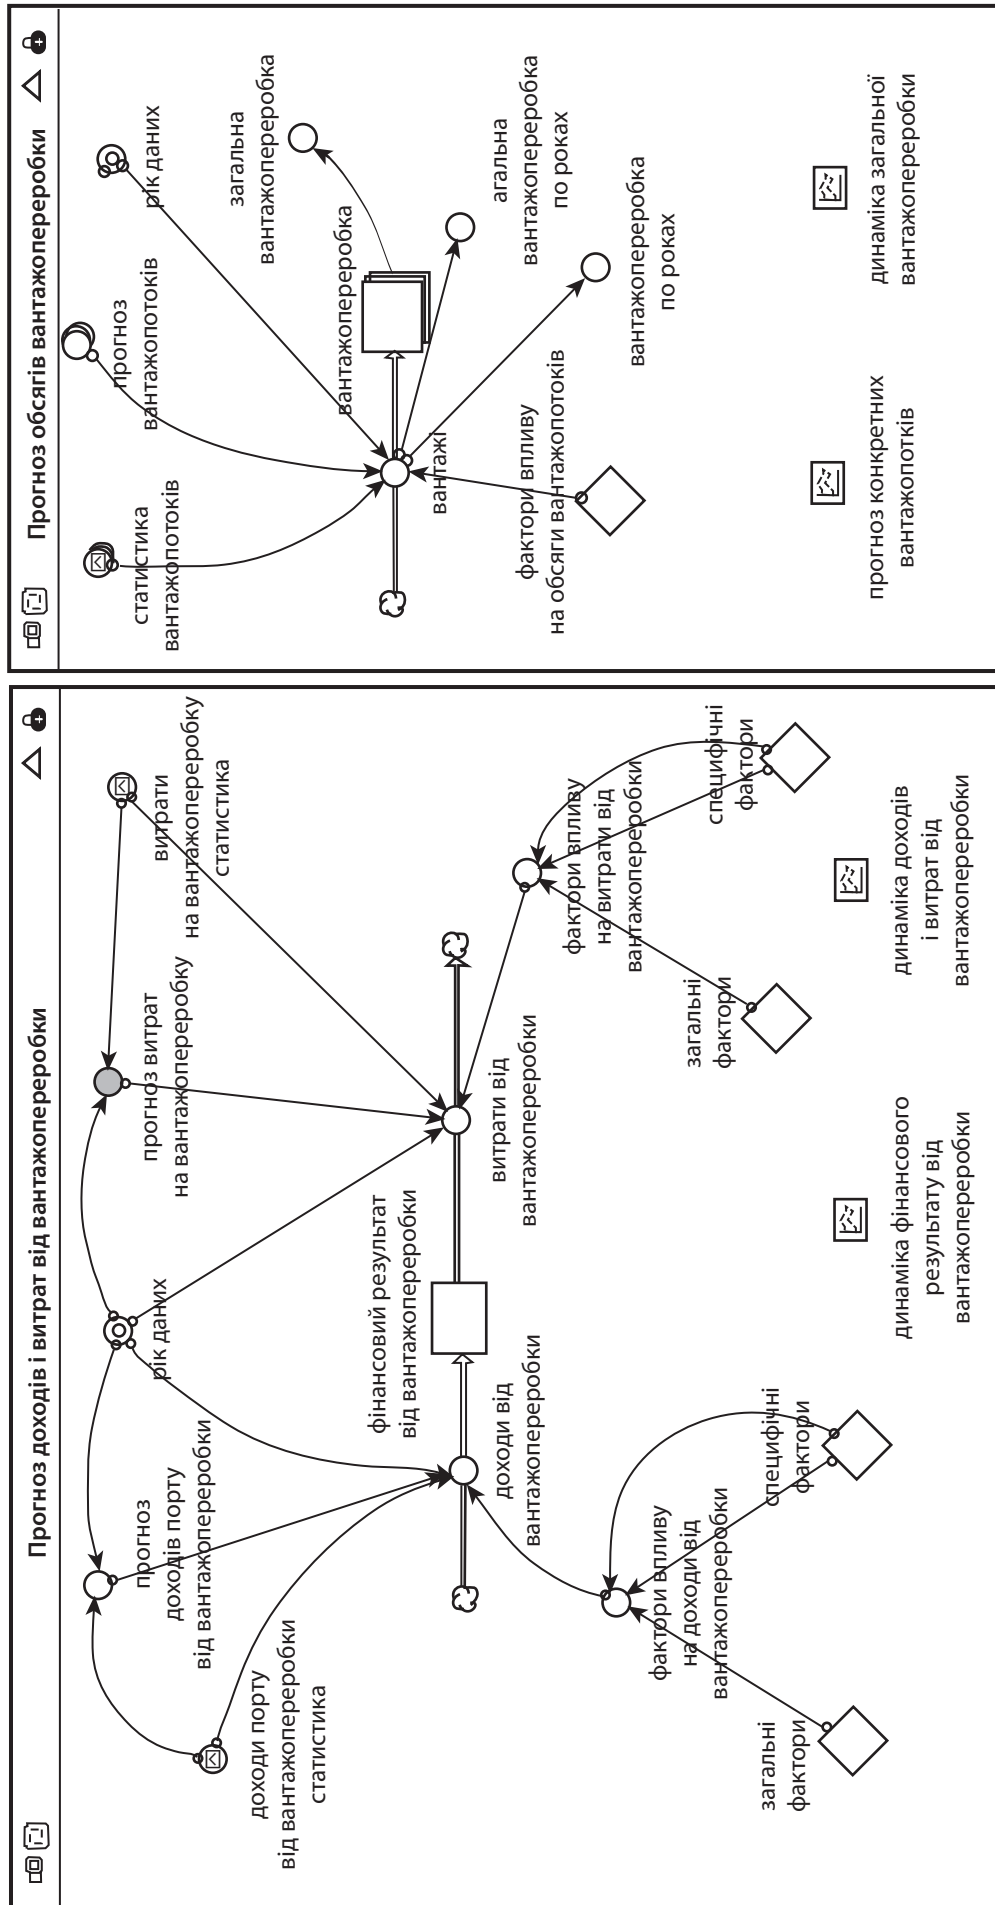 Прогноз доходів і витрат від вантажопереробки
доходи порту
від вантажопереробки
статистика
прогноз
доходів порту
від вантажопереробки
рік даних
прогноз витрат
на вантажопереробку
витрати
на вантажопереробку
статистика
фінансовий результат
від вантажопереробки
доходи від
вантажопереробки
витрати від
вантажопереробки
фактори впливу
на доходи від
вантажопереробки
загальні
фактори
специфічні
фактори
фактори впливу
на витрати від
вантажопереробки
загальні
фактори
специфічні
фактори
динаміка фінансового
результату від
вантажопереробки
динаміка доходів
і витрат від
вантажопереробки
Прогноз обсягів вантажопереробки
статистика
вантажопотоків
прогноз
вантажопотоків
рік даних
загальна
вантажопереробка
вантажопереробка
вантажі
агальна
вантажопереробка
по роках
вантажопереробка
по роках
фактори впливу
на обсяги вантажопотоків
прогноз конкретних
вантажопотків
динаміка загальної
вантажопереробки